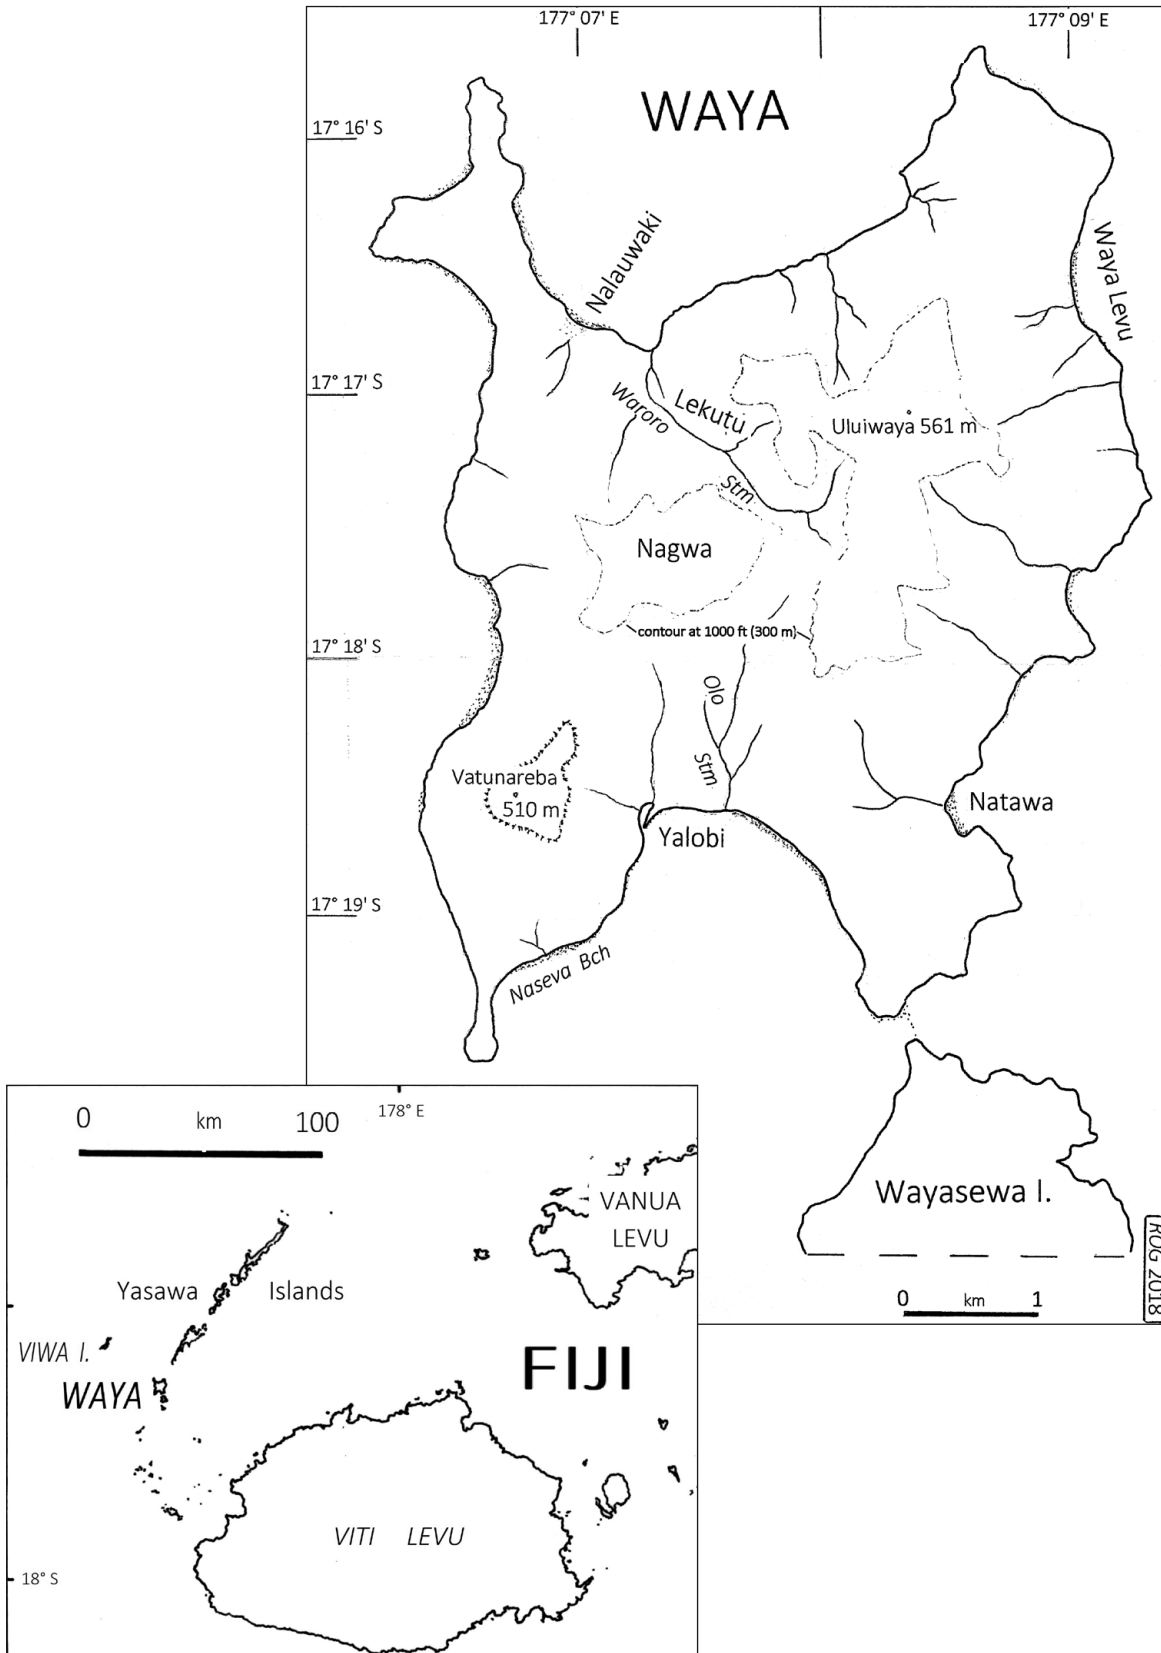 177° 07' E
177° 09' E
WAYA
17° 16' S
Nalauwaki
Waya Levu
17° 17' S
Waroro
Stm
Lekutu
Uluiwaya 561 m
Nagwa
contour at 1000 ft (300 m)
17° 18' S
Olo
Stm
Vatunareba
510 m
Natawa
Yalobi
17° 19' S
Naseva Bch
Wayasewa I.
0 km 1
ROG 2018
0 km 100
178° E
VANUA
LEVU
Yasawa Islands
VIWA I.
FIJI
WAYA
VITI LEVU
18° S